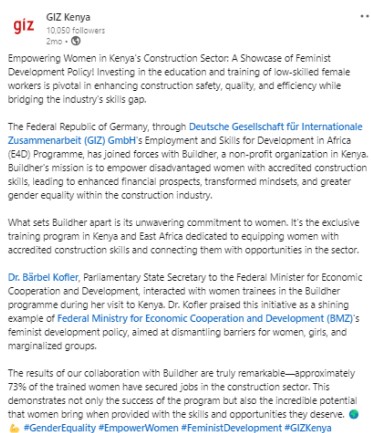 giz
GIZ Kenya
10,050 followers
2mo •
Empowering Women in Kenya's Construction Sector: A Showcase of Feminist
Development Policy! Investing in the education and training of low-skilled female
workers is pivotal in enhancing construction safety, quality, and efficiency while
bridging the industry's skills gap.
The Federal Republic of Germany, through Deutsche Gesellschaft für Internationale
Zusammenarbeit (GIZ) GmbH's Employment and Skills for Development in Africa
(E4D) Programme, has joined forces with Buildher, a non-profit organization in Kenya.
Buildher's mission is to empower disadvantaged women with accredited construction
skills, leading to enhanced financial prospects, transformed mindsets, and greater
gender equality within the construction industry.
What sets Buildher apart is its unwavering commitment to women. It's the exclusive
training program in Kenya and East Africa dedicated to equipping women with
accredited construction skills and connecting them with opportunities in the sector.
Dr. Bärbel Kofler, Parliamentary State Secretary to the Federal Minister for Economic
Cooperation and Development, interacted with women trainees in the Buildher
programme during her visit to Kenya. Dr. Kofler praised this initiative as a shining
example of Federal Ministry for Economic Cooperation and Development (BMZ)'s
feminist development policy, aimed at dismantling barriers for women, girls, and
marginalized groups.
The results of our collaboration with Buildher are truly remarkable—approximately
73% of the trained women have secured jobs in the construction sector. This
demonstrates not only the success of the program but also the incredible potential
that women bring when provided with the skills and opportunities they deserve. 🌍
💪 #GenderEquality #EmpowerWomen #FeministDevelopment #GIZKenya